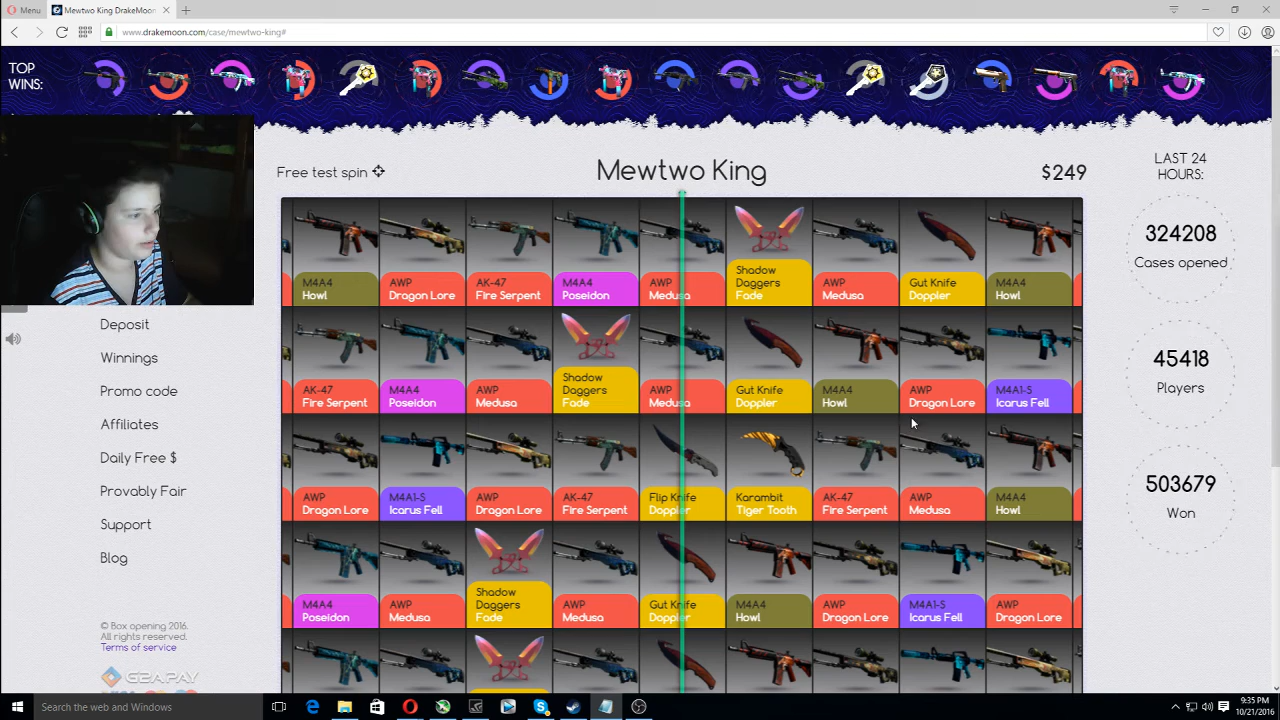 Menu
Mewtwo King DrakeMoon
www.drakemoon.com/case/mewtwo-king#
TOP
WINS:
Free test spin
Mewtwo King
$249
LAST 24
HOURS:
324208
Cases opened
45418
Players
503679
Won
M4A4
Howl
AWP
Dragon Lore
AK-47
Fire Serpent
M4A4
Poseidon
AWP
Medusa
Shadow
Daggers
Fade
AWP
Medusa
Gut Knife
Doppler
M4A4
Howl
AK-47
Fire Serpent
M4A4
Poseidon
AWP
Medusa
Shadow
Daggers
Fade
AWP
Medusa
Gut Knife
Doppler
M4A4
Howl
AWP
Dragon Lore
M4A1-S
Icarus Fell
AWP
Dragon Lore
M4A1-S
Icarus Fell
AWP
Dragon Lore
AK-47
Fire Serpent
Flip Knife
Doppler
Karambit
Tiger Tooth
AK-47
Fire Serpent
AWP
Medusa
M4A4
Howl
M4A4
Poseidon
AWP
Medusa
Shadow
Daggers
Fade
AWP
Medusa
Gut Knife
Doppler
M4A4
Howl
AWP
Dragon Lore
M4A1-S
Icarus Fell
AWP
Dragon Lore
Deposit
Winnings
Promo code
Affiliates
Daily Free $
Provably Fair
Support
Blog
© Box opening 2016.
All rights reserved.
Terms of service
G2A PAY
Search the web and Windows
9:35 PM
10/21/2016